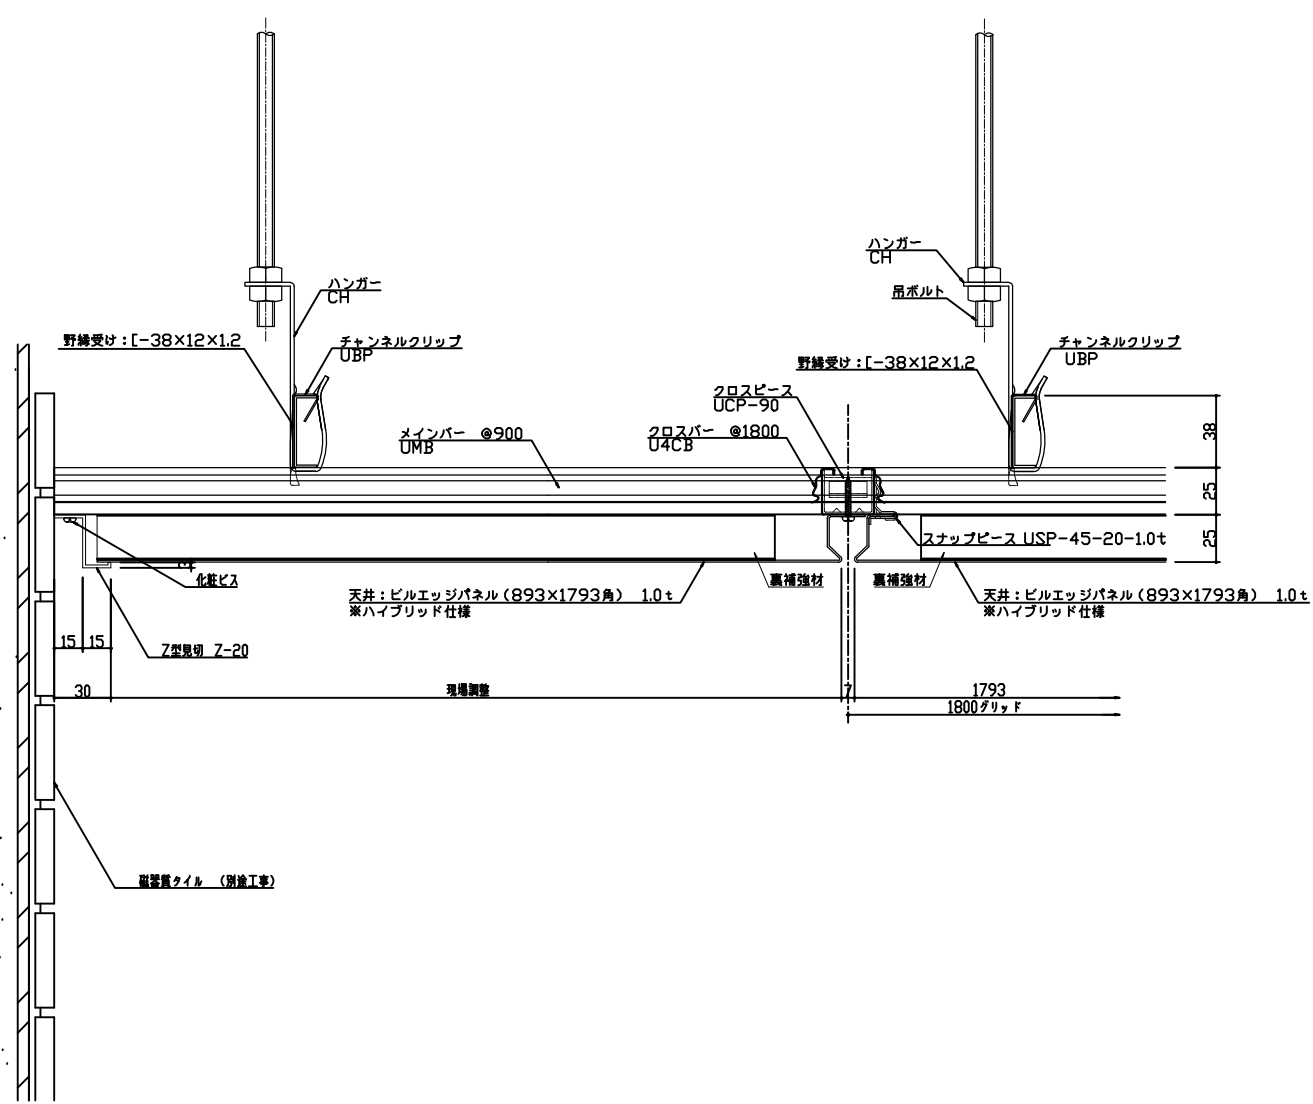 ハンガー
CH
吊ボルト
ハンガー
CH
野縁受け：[-38×12×1.2
チャンネルクリップ
UBP
チャンネルクリップ
UBP
野縁受け：[-38×12×1.2
クロスピース
UCP-90
メインバー @900
UMB
クロスバー @1800
U4CB
38
25
25
スナップピース USP-45-20-1.0t
3
化粧ビス
裏補強材
裏補強材
天井：ビルエッジパネル（893×1793角） 1.0t
※ハイブリッド仕様
天井：ビルエッジパネル（893×1793角） 1.0t
※ハイブリッド仕様
15 15
Z型見切 Z-20
30
現場調整
7
1793
1800グリッド
磁器質タイル （別途工事）